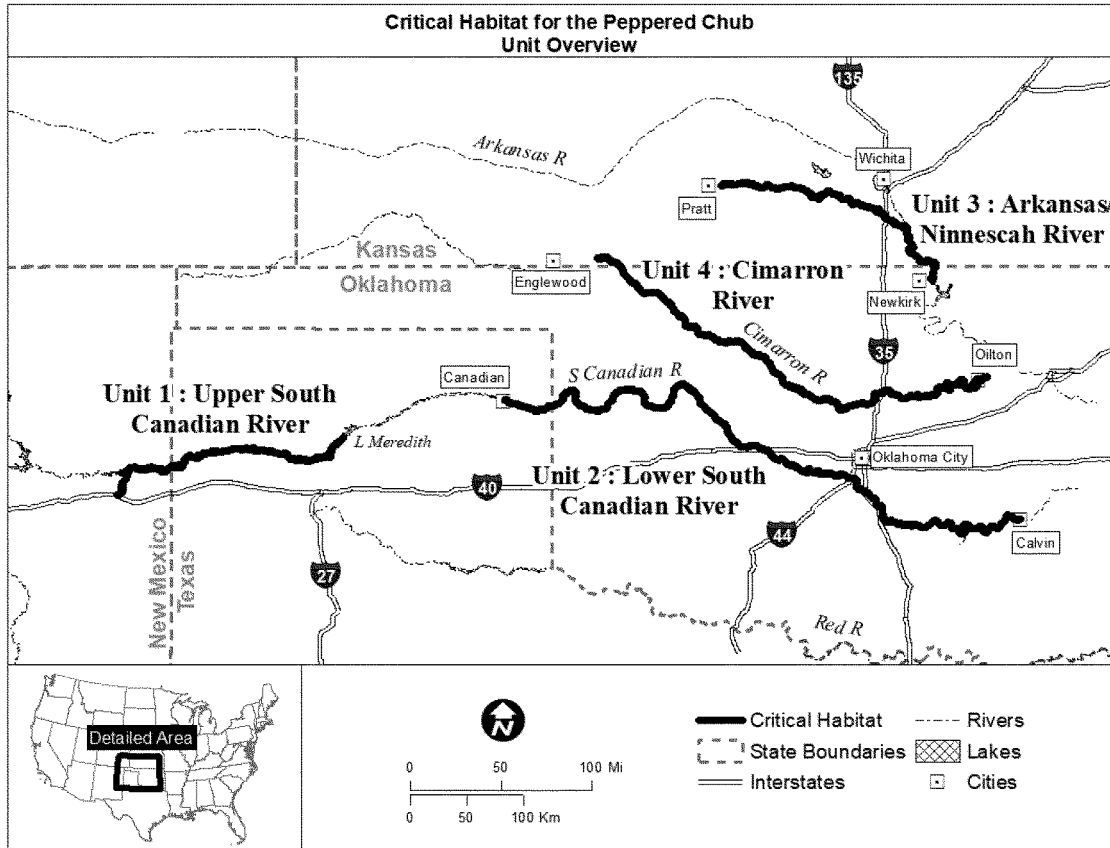 Critical Habitat for the Peppered Chub
Unit Overview
135
Arkansas R
Wichita
Pratt
Unit 3 : Arkansas/
Ninnescah River
Kansas
Oklahoma
Englewood
Unit 4 : Cimarron
River
Newkirk
Cimarron R
35
Oilton
S Canadian R
Canadian
Unit 1 : Upper South
Canadian River
L Meredith
Oklahoma City
40
Unit 2 : Lower South
Canadian River
44
Calvin
27
New Mexico
Texas
Red R
Detailed Area
N
0 50 100 Mi
0 50 100 Km
Critical Habitat
State Boundaries
Interstates
Rivers
Lakes
Cities